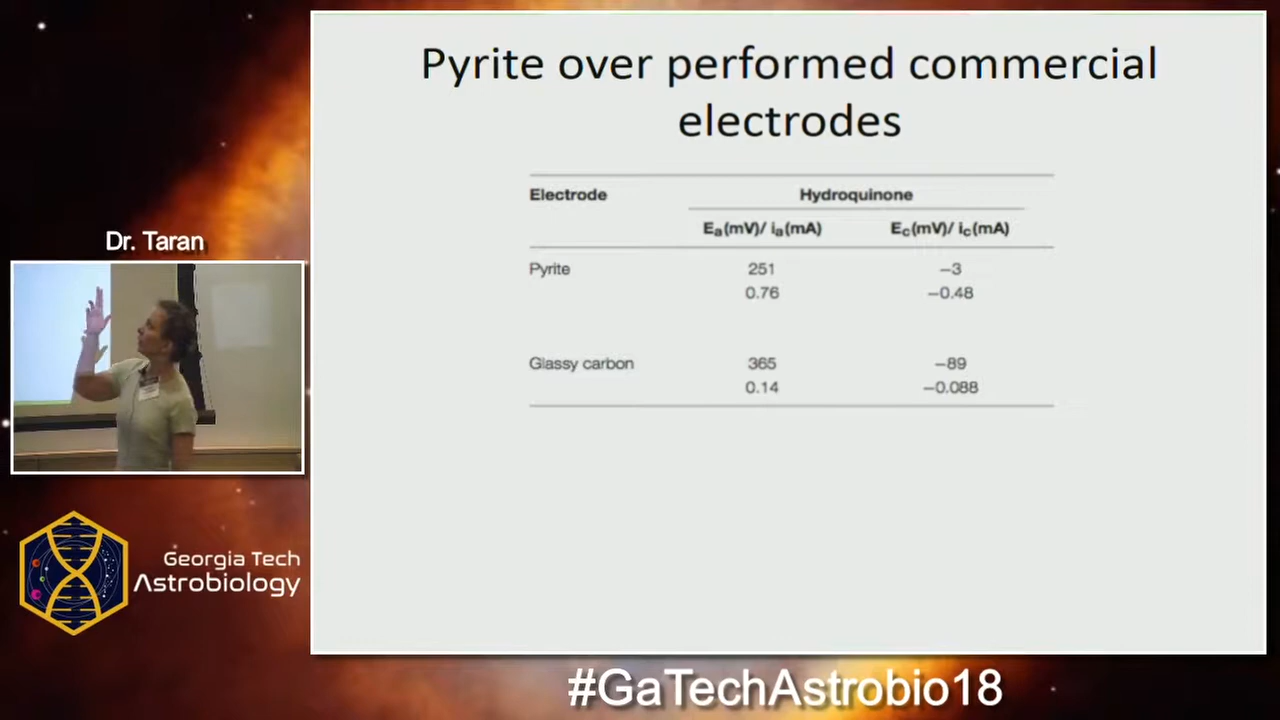 Pyrite over performed commercial
electrodes
Electrode Hydroquinone
Ea(mV)/ ia(mA) Ec(mV)/ ic(mA)
Pyrite 251 −3
0.76 −0.48
Glassy carbon 365 −89
0.14 −0.088
Dr. Taran
Georgia Tech
Astrobiology
#GaTechAstrobio18